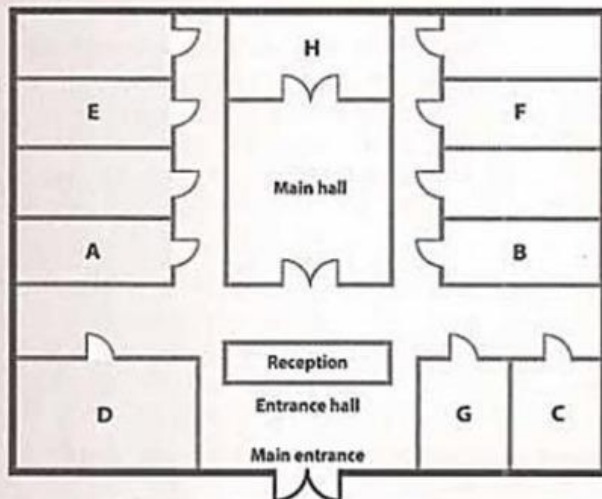 H
E
F
Main hall
A
B
Reception
D
Entrance hall
G
C
Main entrance